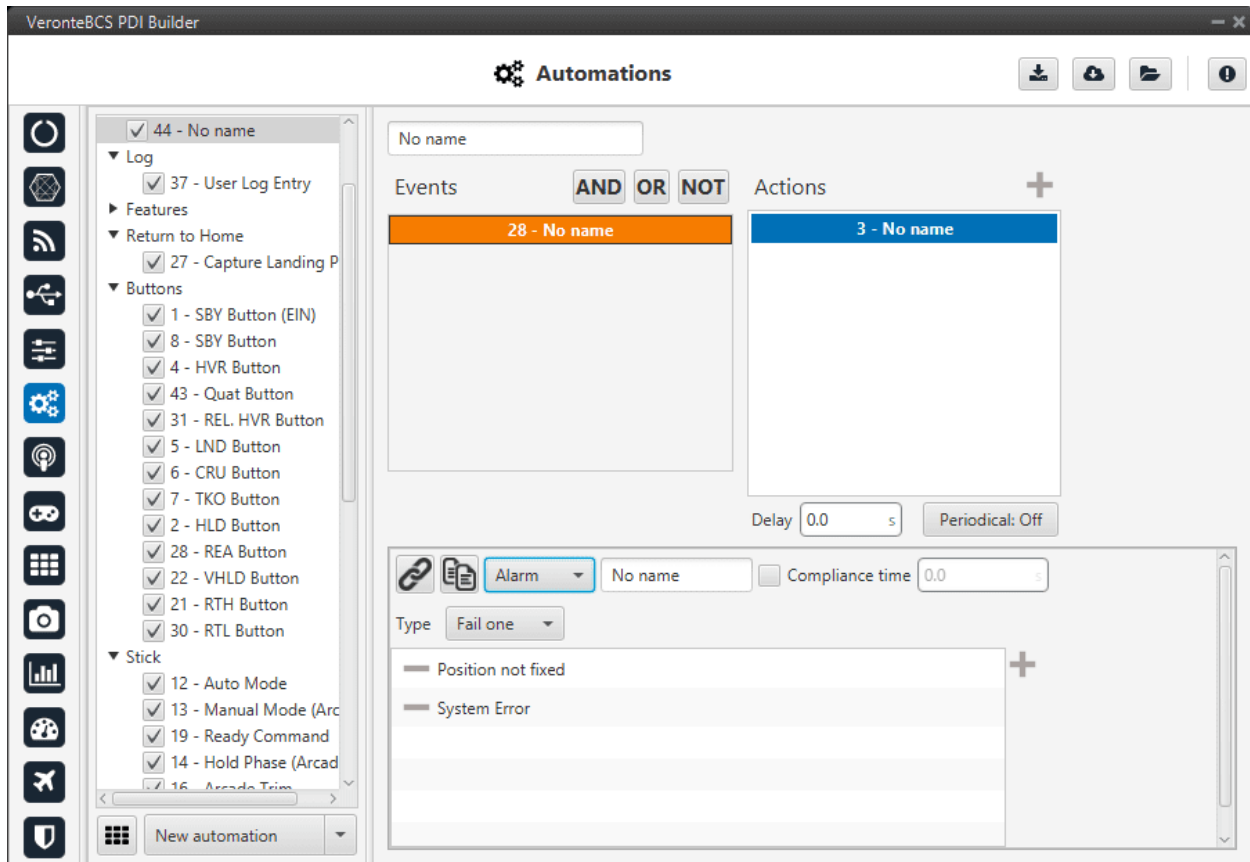 VeronteBCS PDI Builder
Automations
44 - No name
Log
37 - User Log Entry
Features
Return to Home
27 - Capture Landing P
Buttons
1 - SBY Button (EIN)
8 - SBY Button
4 - HVR Button
43 - Quat Button
31 - REL. HVR Button
5 - LND Button
6 - CRU Button
7 - TKO Button
2 - HLD Button
28 - REA Button
22 - VHLD Button
21 - RTH Button
30 - RTL Button
Stick
12 - Auto Mode
13 - Manual Mode (Arc
19 - Ready Command
14 - Hold Phase (Arcad
16 - Arcade Trim
New automation
No name
Events AND OR NOT Actions
28 - No name
3 - No name
Delay 0.0 s Periodical: Off
Alarm No name Compliance time 0.0 s
Type Fail one
Position not fixed
System Error